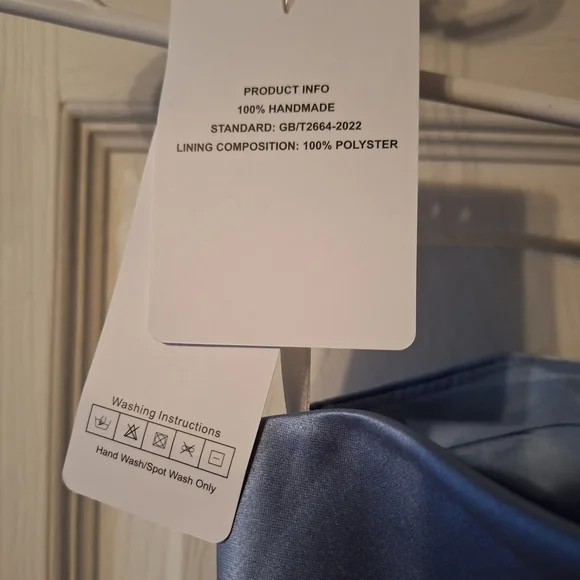 PRODUCT INFO
100% HANDMADE
STANDARD: GB/T2664-2022
LINING COMPOSITION: 100% POLYSTER
Washing Instructions
Hand Wash/Spot Wash Only